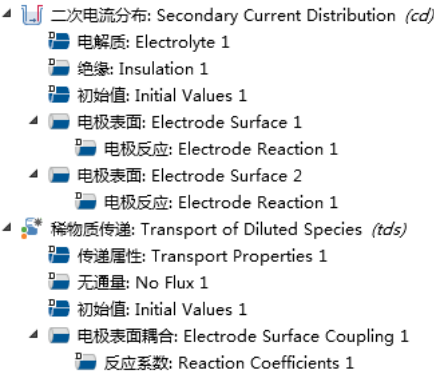 二次电流分布: Secondary Current Distribution (cd)
电解质: Electrolyte 1
绝缘: Insulation 1
初始值: Initial Values 1
电极表面: Electrode Surface 1
电极反应: Electrode Reaction 1
电极表面: Electrode Surface 2
电极反应: Electrode Reaction 1
稀物质传递: Transport of Diluted Species (tds)
传递属性: Transport Properties 1
无通量: No Flux 1
初始值: Initial Values 1
电极表面耦合: Electrode Surface Coupling 1
反应系数: Reaction Coefficients 1